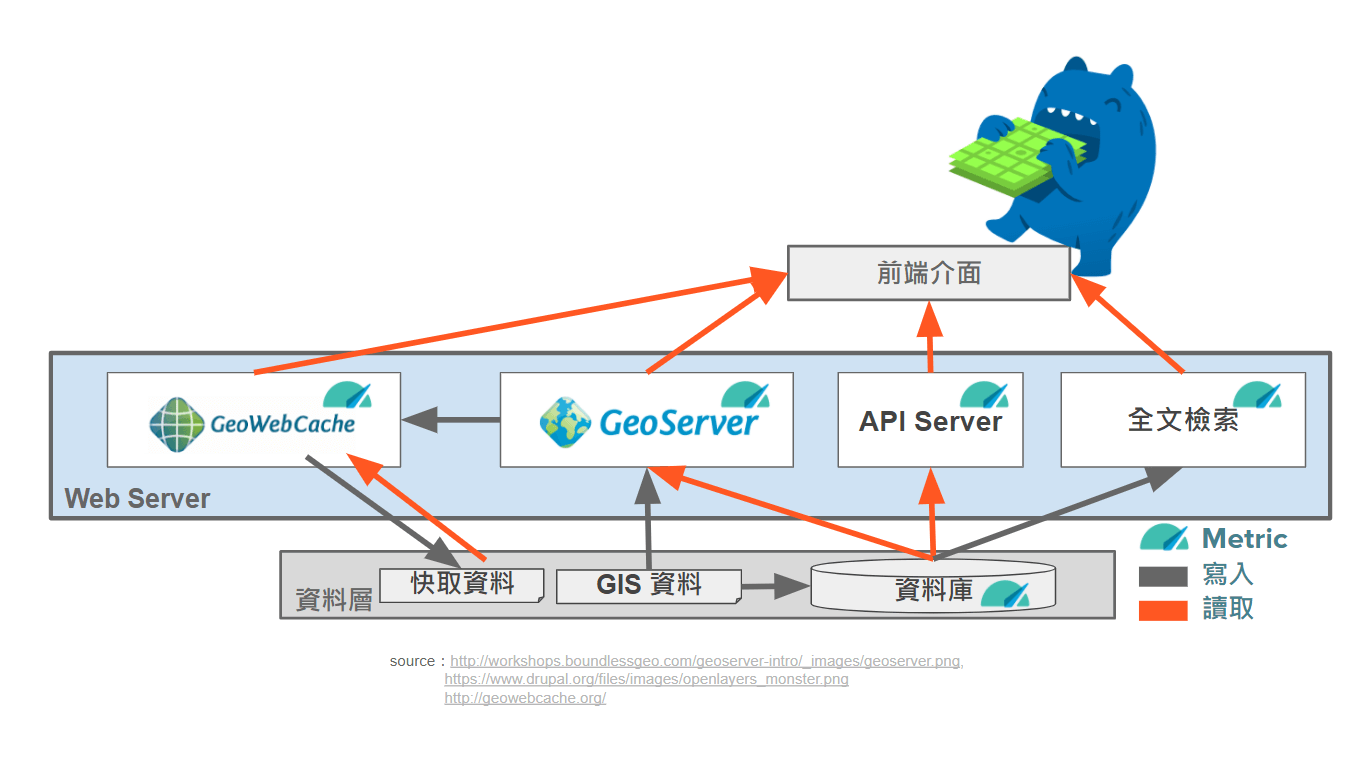 前端介面
GeoWebCache
GeoServer
API Server
全文檢索
Web Server
Metric
寫入
讀取
資料層
快取資料
GIS 資料
資料庫
source：http://workshops.boundlessgeo.com/geoserver-intro/_images/geoserver.png,
https://www.drupal.org/files/images/openlayers_monster.png
http://geowebcache.org/